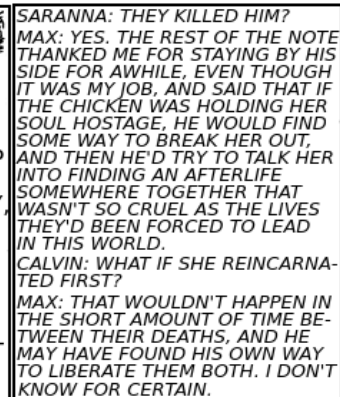 SARANNA: THEY KILLED HIM?
MAX: YES. THE REST OF THE NOTE
THANKED ME FOR STAYING BY HIS
SIDE FOR AWHILE, EVEN THOUGH
IT WAS MY JOB, AND SAID THAT IF
THE CHICKEN WAS HOLDING HER
SOUL HOSTAGE, HE WOULD FIND
SOME WAY TO BREAK HER OUT,
AND THEN HE'D TRY TO TALK HER
INTO FINDING AN AFTERLIFE
SOMEWHERE TOGETHER THAT
WASN'T SO CRUEL AS THE LIVES
THEY'D BEEN FORCED TO LEAD
IN THIS WORLD.
CALVIN: WHAT IF SHE REINCARNA-
TED FIRST?
MAX: THAT WOULDN'T HAPPEN IN
THE SHORT AMOUNT OF TIME BE-
TWEEN THEIR DEATHS, AND HE
MAY HAVE FOUND HIS OWN WAY
TO LIBERATE THEM BOTH. I DON'T
KNOW FOR CERTAIN.